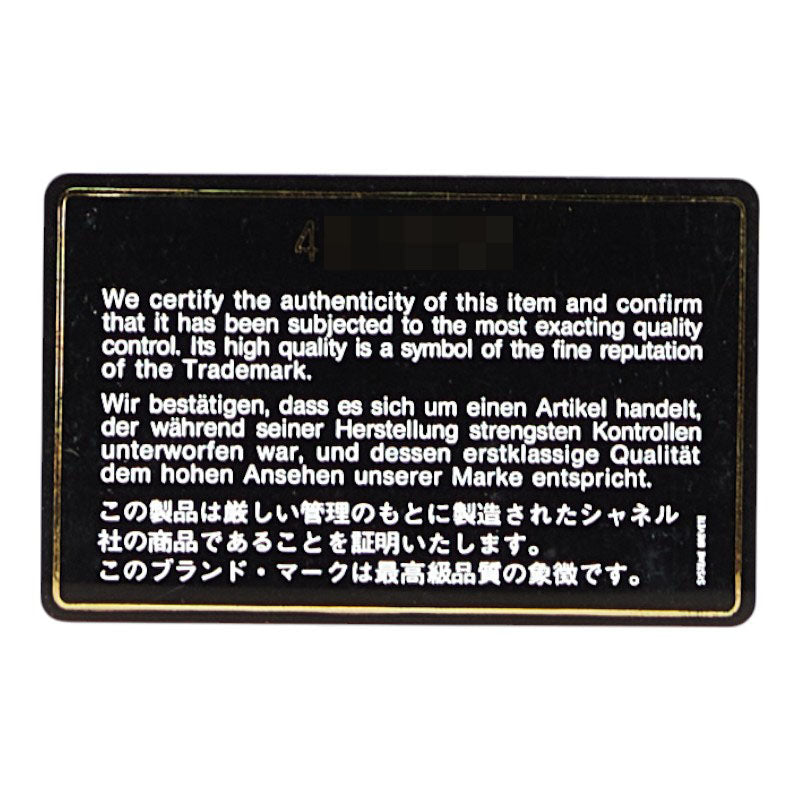 4
We certify the authenticity of this item and confirm
that it has been subjected to the most exacting quality
control. Its high quality is a symbol of the fine reputation
of the Trademark.
Wir bestätigen, dass es sich um einen Artikel handelt,
der während seiner Herstellung strengsten Kontrollen
unterworfen war, und dessen erstklassige Qualität
dem hohen Ansehen unserer Marke entspricht.
この製品は厳しい管理のもとに製造されたシャネル
社の商品であることを証明いたします。
このブランド・マークは最高級品質の象徴です。